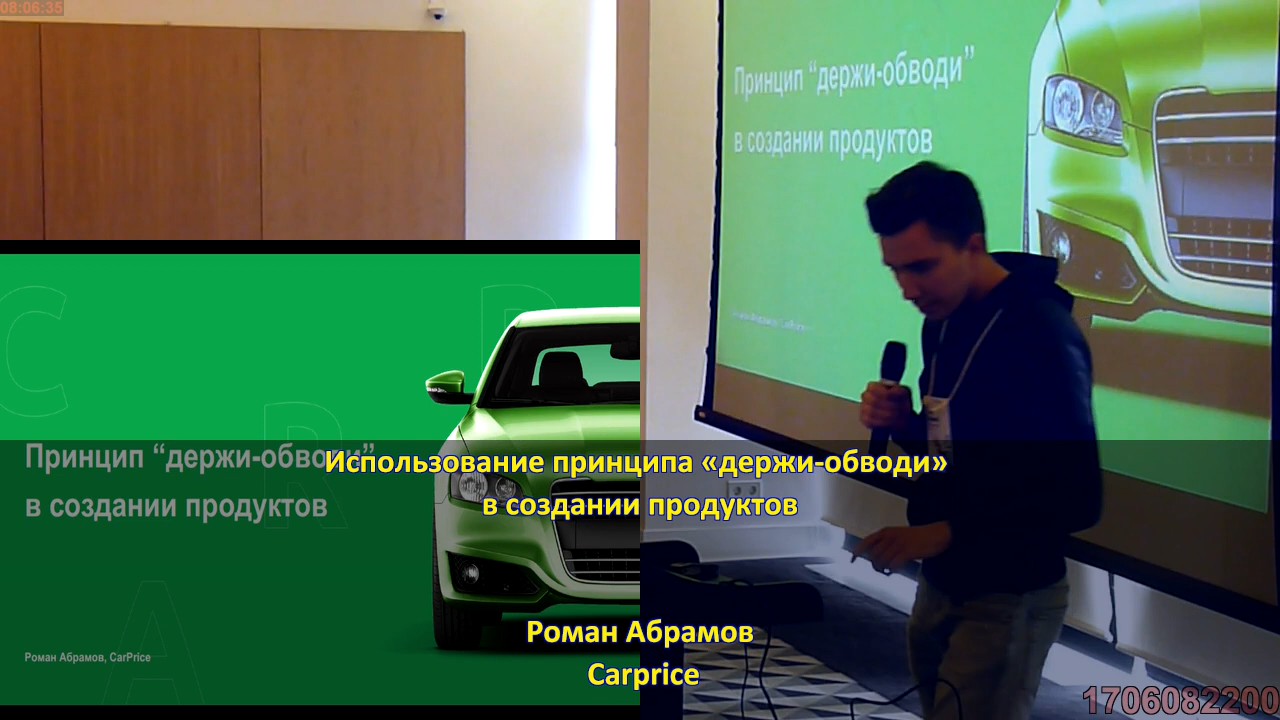 08:06:35
Принцип “держи-обводи”
в создании продуктов
C
R
R
A
Принцип “держи-обводи”
в создании продуктов
Роман Абрамов, CarPrice
Использование принципа «держи-обводи»
в создании продуктов
Роман Абрамов
Carprice
1706082200